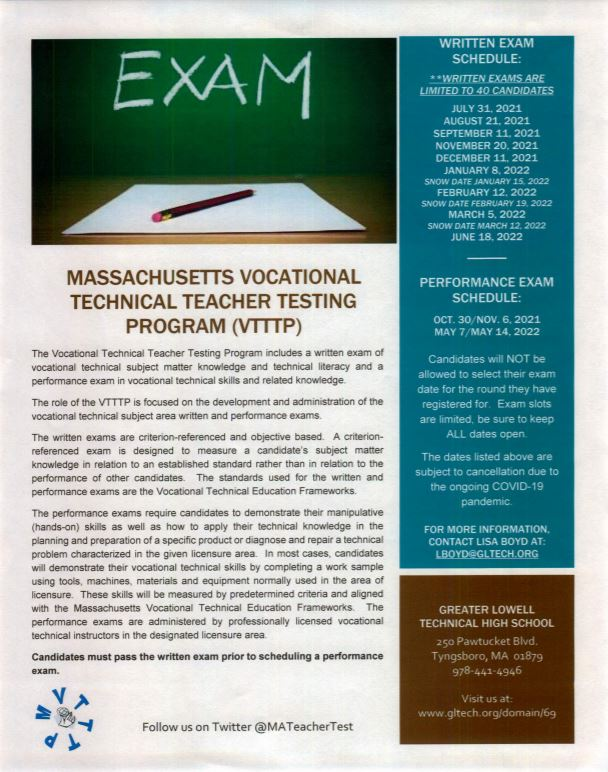 EXAM
MASSACHUSETTS VOCATIONAL
TECHNICAL TEACHER TESTING
PROGRAM (VTTTP)
The Vocational Technical Teacher Testing Program includes a written exam of
vocational technical subject matter knowledge and technical literacy and a
performance exam in vocational technical skills and related knowledge.
The role of the VTTTP is focused on the development and administration of the
vocational technical subject area written and performance exams.
The written exams are criterion-referenced and objective based. A criterion-
referenced exam is designed to measure a candidate's subject matter
knowledge in relation to an established standard rather than in relation to the
performance of other candidates. The standards used for the written and
performance exams are the Vocational Technical Education Frameworks.
The performance exams require candidates to demonstrate their manipulative
(hands-on) skills as well as how to apply their technical knowledge in the
planning and preparation of a specific product or diagnose and repair a technical
problem characterized in the given licensure area. In most cases, candidates
will demonstrate their vocational technical skills by completing a work sample
using tools, machines, materials and equipment normally used in the area of
licensure. These skills will be measured by predetermined criteria and aligned
with the Massachusetts Vocational Technical Education Frameworks. The
performance exams are administered by professionally licensed vocational
technical instructors in the designated licensure area.
Candidates must pass the written exam prior to scheduling a performance
exam.
MVTTTP
Follow us on Twitter @MATeacherTest
WRITTEN EXAM
SCHEDULE:
**WRITTEN EXAMS ARE
LIMITED TO 40 CANDIDATES
JULY 31, 2021
AUGUST 21, 2021
SEPTEMBER 11, 2021
NOVEMBER 20, 2021
DECEMBER 11, 2021
JANUARY 8, 2022
SNOW DATE JANUARY 15, 2022
FEBRUARY 12, 2022
SNOW DATE FEBRUARY 19, 2022
MARCH 5, 2022
SNOW DATE MARCH 12, 2022
JUNE 18, 2022
PERFORMANCE EXAM
SCHEDULE:
OCT. 30/NOV. 6, 2021
MAY 7/MAY 14, 2022
Candidates will NOT be
allowed to select their exam
date for the round they have
registered for. Exam slots
are limited, be sure to keep
ALL dates open.
The dates listed above are
subject to cancellation due to
the ongoing COVID-19
pandemic.
FOR MORE INFORMATION,
CONTACT LISA BOYD AT:
LBOYD@GLTECH.ORG
GREATER LOWELL
TECHNICAL HIGH SCHOOL
250 Pawtucket Blvd.
Tyngsboro, MA 01879
978-441-4946
Visit us at:
www.gltech.org/domain/69